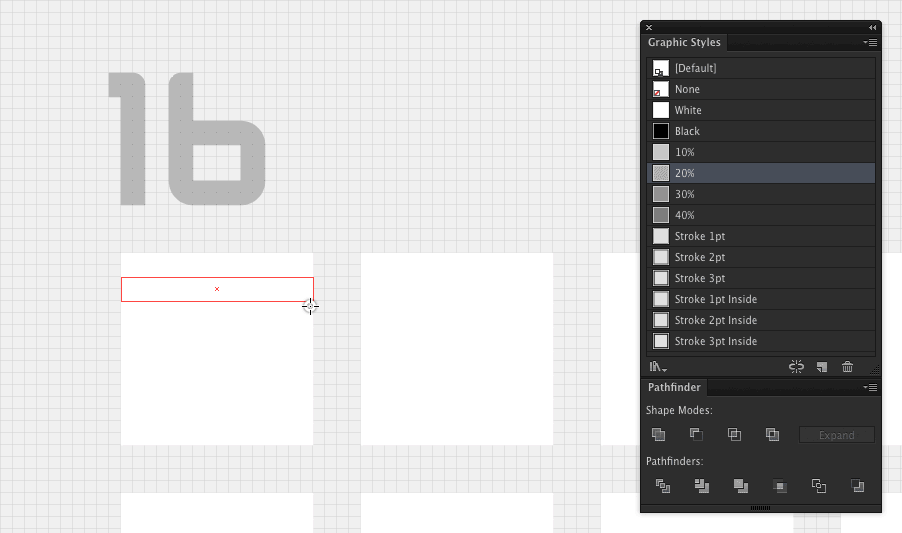 16
Graphic Styles
[Default]
None
White
Black
10%
20%
30%
40%
Stroke 1pt
Stroke 2pt
Stroke 3pt
Stroke 1pt Inside
Stroke 2pt Inside
Stroke 3pt Inside
Pathfinder
Shape Modes:
Expand
Pathfinders: